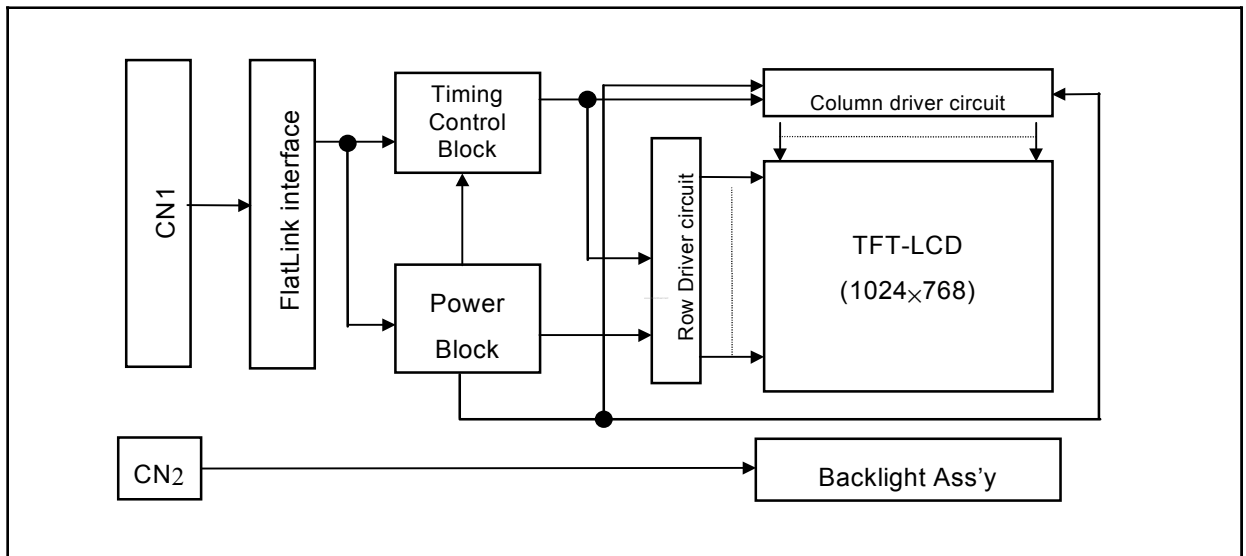 CN1
FlatLink interface
Timing
Control
Block
Power
Block
Row Driver circuit
Column driver circuit
TFT-LCD
(1024×768)
CN2
Backlight Ass’y